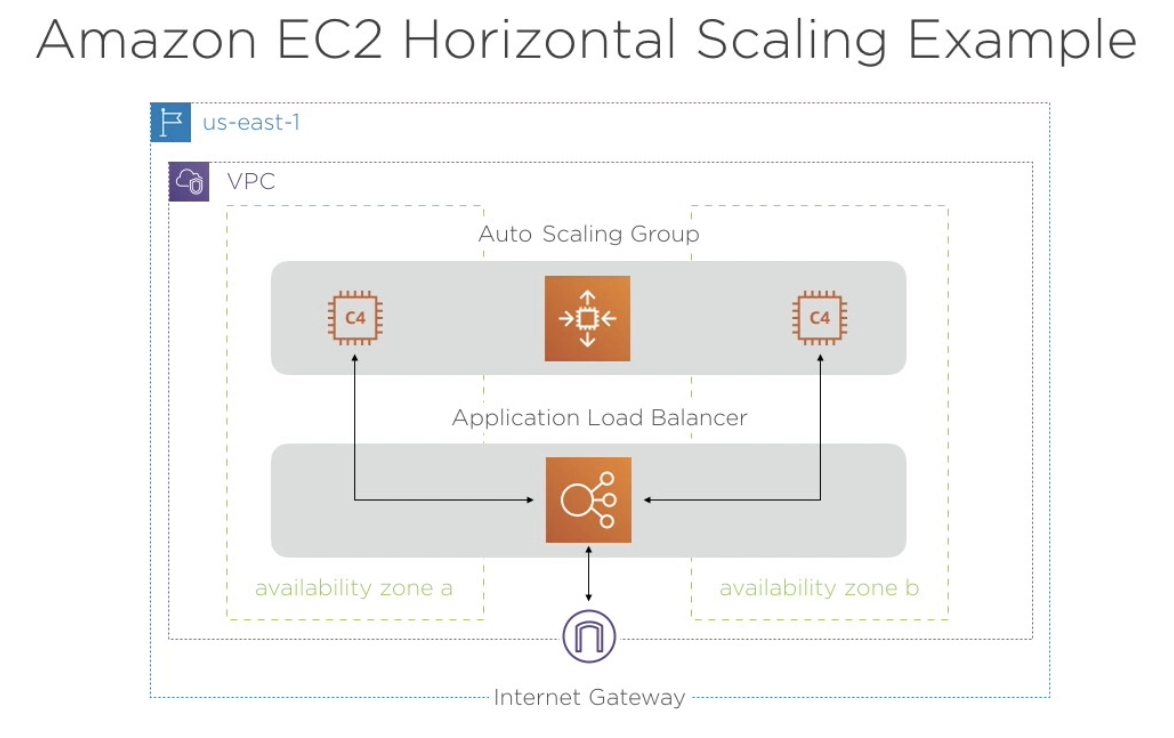 Amazon EC2 Horizontal Scaling Example
us-east-1
VPC
Auto Scaling Group
C4
C4
Application Load Balancer
availability zone a
availability zone b
Internet Gateway